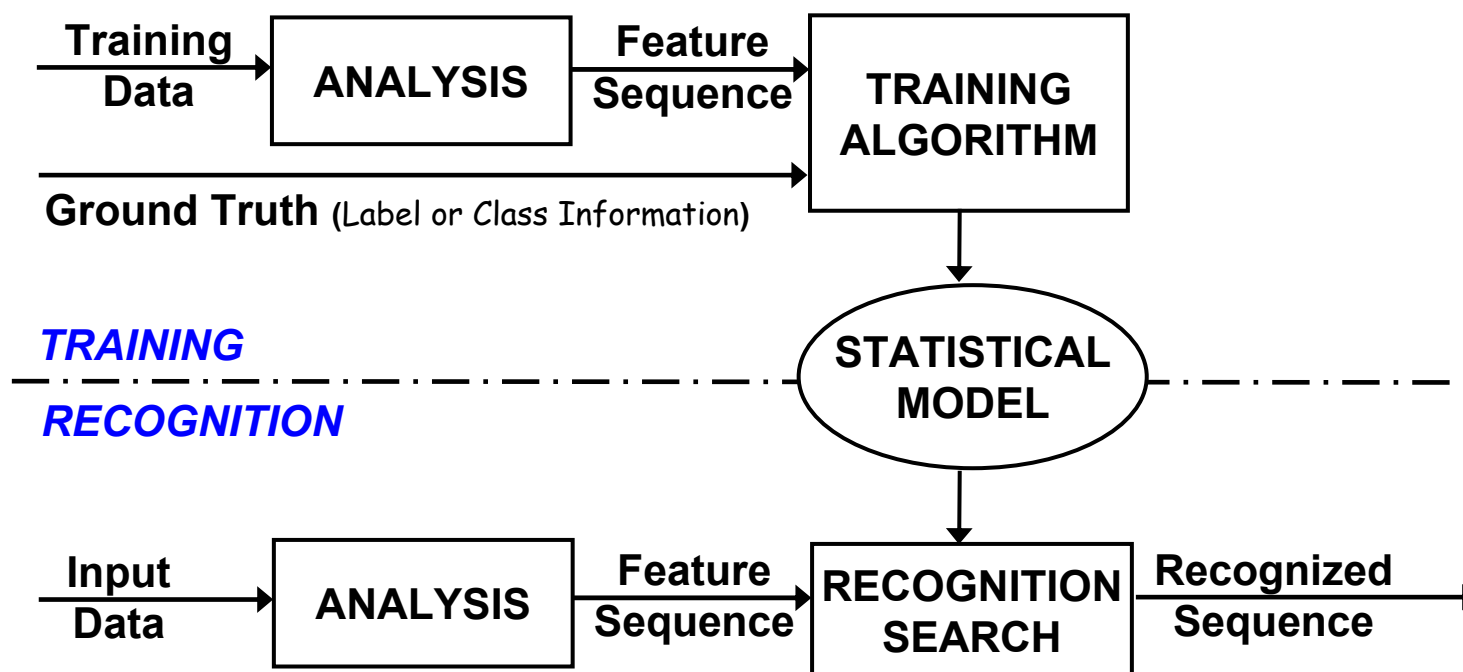 Training
Data
ANALYSIS
Feature
Sequence
TRAINING
ALGORITHM
Ground Truth (Label or Class Information)
TRAINING
RECOGNITION
STATISTICAL
MODEL
Input
Data
ANALYSIS
Feature
Sequence
RECOGNITION
SEARCH
Recognized
Sequence